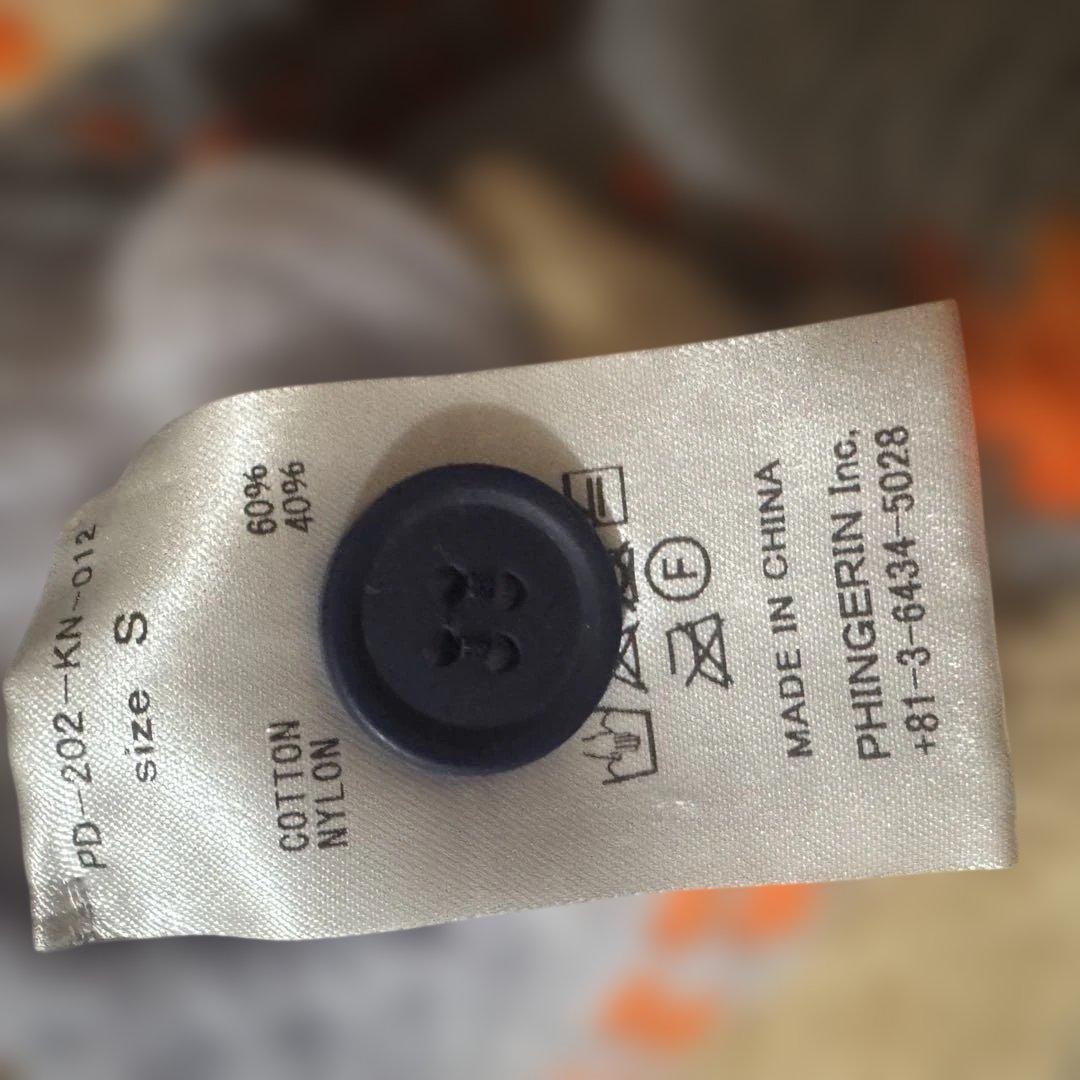 PD-202-KN-012
size S
COTTON 60%
NYLON 40%
F
MADE IN CHINA
PHINGERIN Inc,
+81-3-6434-5028